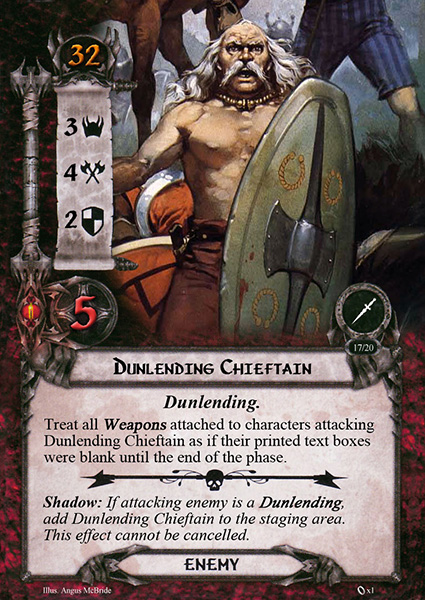 32
3
4
2
5
17/20
Dunlending Chieftain
Dunlending.
Treat all Weapons attached to characters attacking
Dunlending Chieftain as if their printed text boxes
were blank until the end of the phase.
Shadow: If attacking enemy is a Dunlending,
add Dunlending Chieftain to the staging area.
This effect cannot be cancelled.
ENEMY
Illus. Angus McBride
x1